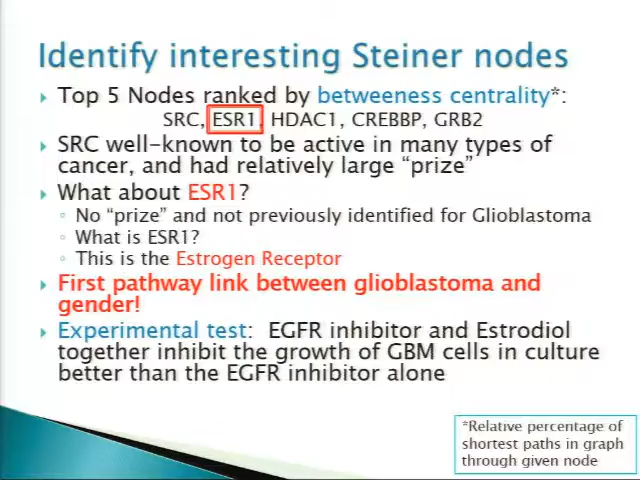 Identify interesting Steiner nodes
Top 5 Nodes ranked by betweeness centrality*:
SRC, ESR1, HDAC1, CREBBP, GRB2
SRC well-known to be active in many types of
cancer, and had relatively large “prize”
What about ESR1?
No “prize” and not previously identified for Glioblastoma
What is ESR1?
This is the Estrogen Receptor
First pathway link between glioblastoma and
gender!
Experimental test: EGFR inhibitor and Estrodiol
together inhibit the growth of GBM cells in culture
better than the EGFR inhibitor alone
*Relative percentage of
shortest paths in graph
through given node